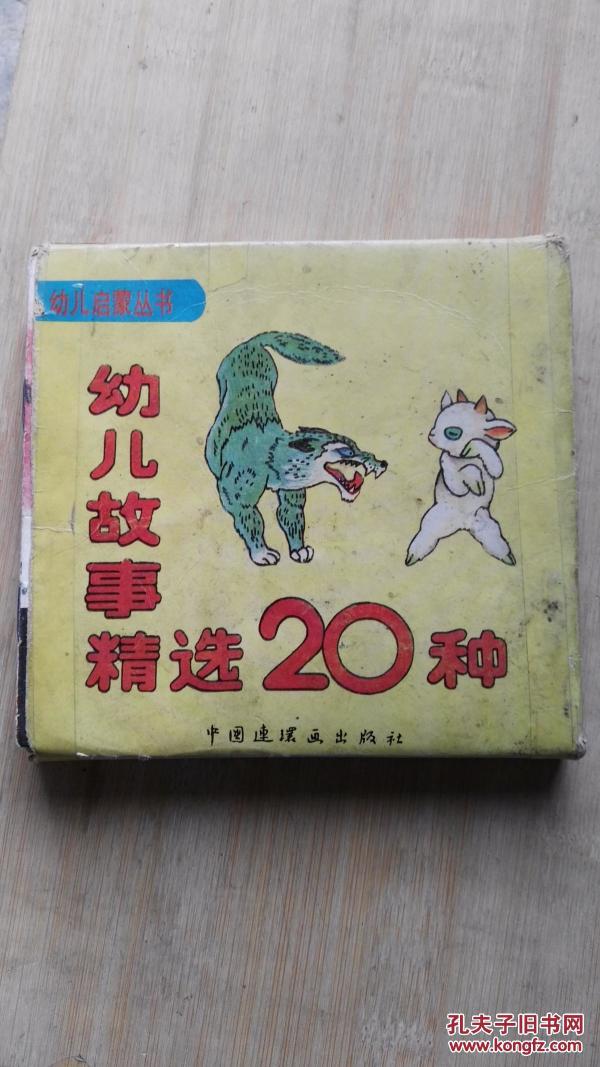 幼儿启蒙丛书
幼儿故事
精选20种
中国连环画出版社
孔夫子旧书网
www.kongfz.com